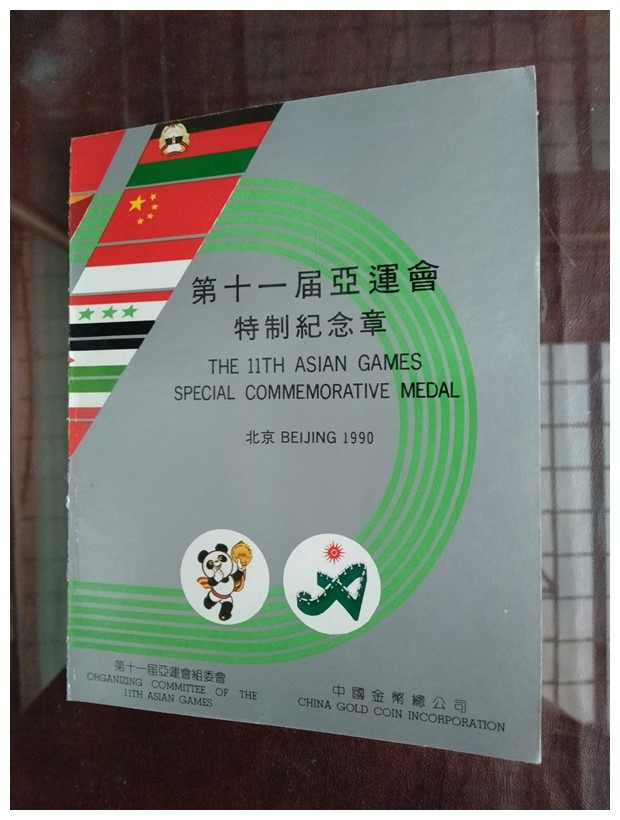 第十一届亞運會
特制紀念章
THE 11TH ASIAN GAMES
SPECIAL COMMEMORATIVE MEDAL
北京 BEIJING 1990
第十一届亞運會組委會
ORGANIZING COMMITTEE OF THE
11TH ASIAN GAMES
中國金幣總公司
CHINA GOLD COIN INCORPORATION